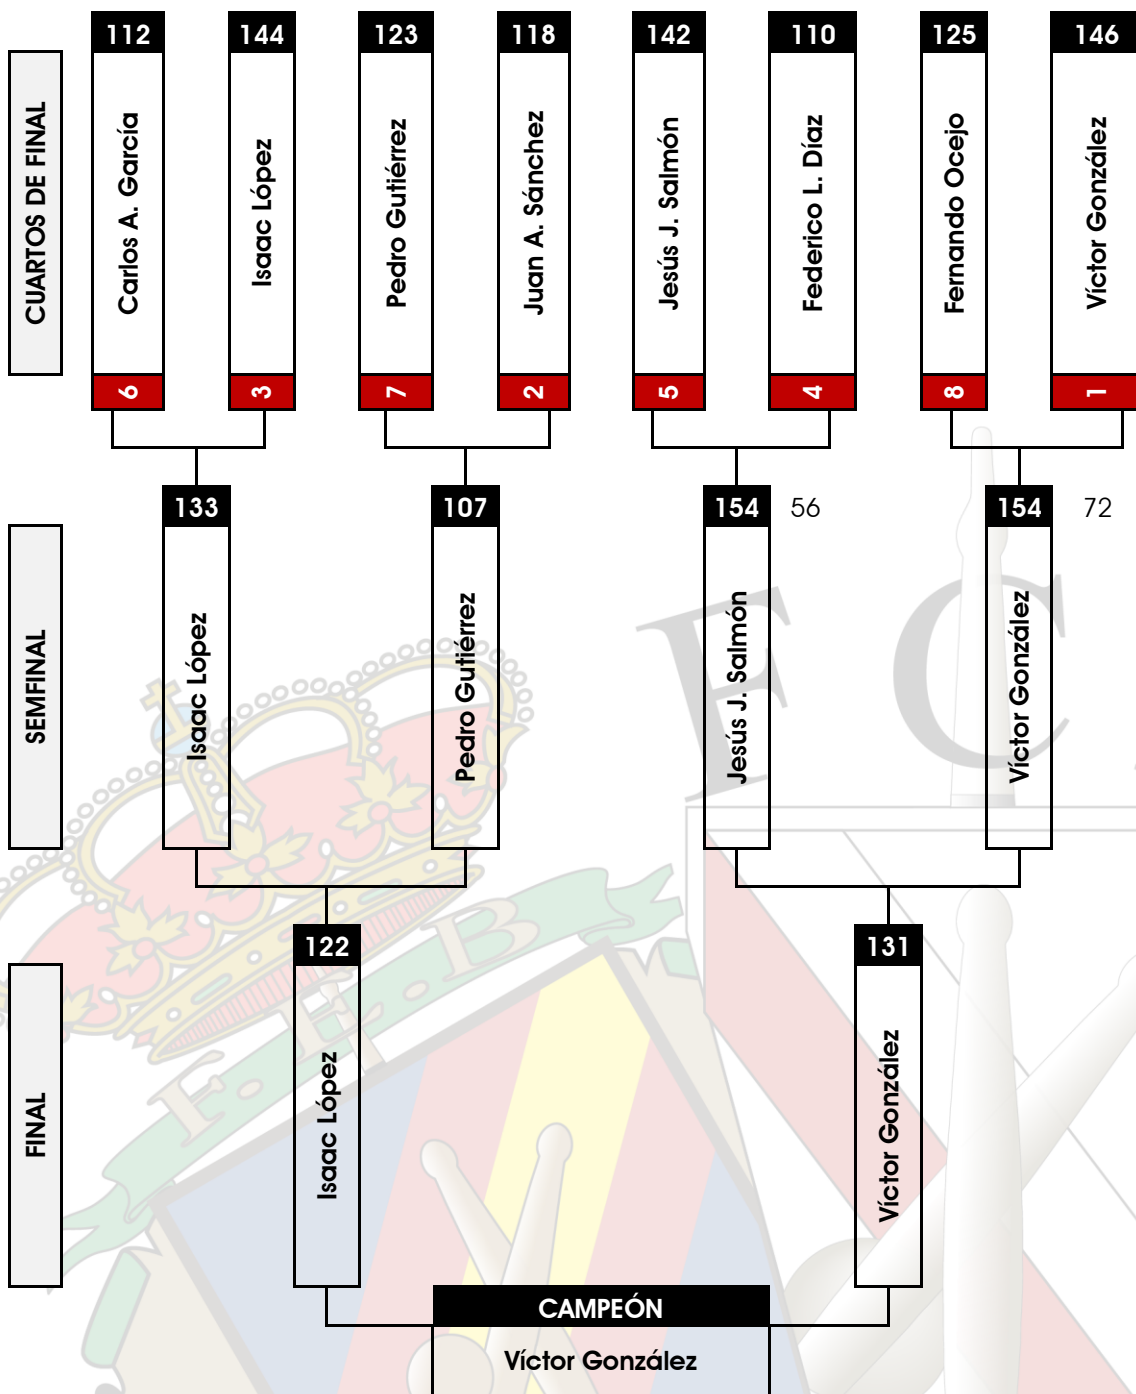 112 144 123 118 142 110 125 146
CUARTOS DE FINAL
Carlos A. García
Isaac López
Pedro Gutiérrez
Juan A. Sánchez
Jesús J. Salmón
Federico L. Díaz
Fernando Ocejo
Víctor González
6 3 7 2 5 4 8 1
133 107 154 56 154 72
SEMFINAL
Isaac López
Pedro Gutiérrez
Jesús J. Salmón
Víctor González
F C
F. E. B
122 131
FINAL
Isaac López
Víctor González
CAMPEÓN
Víctor González